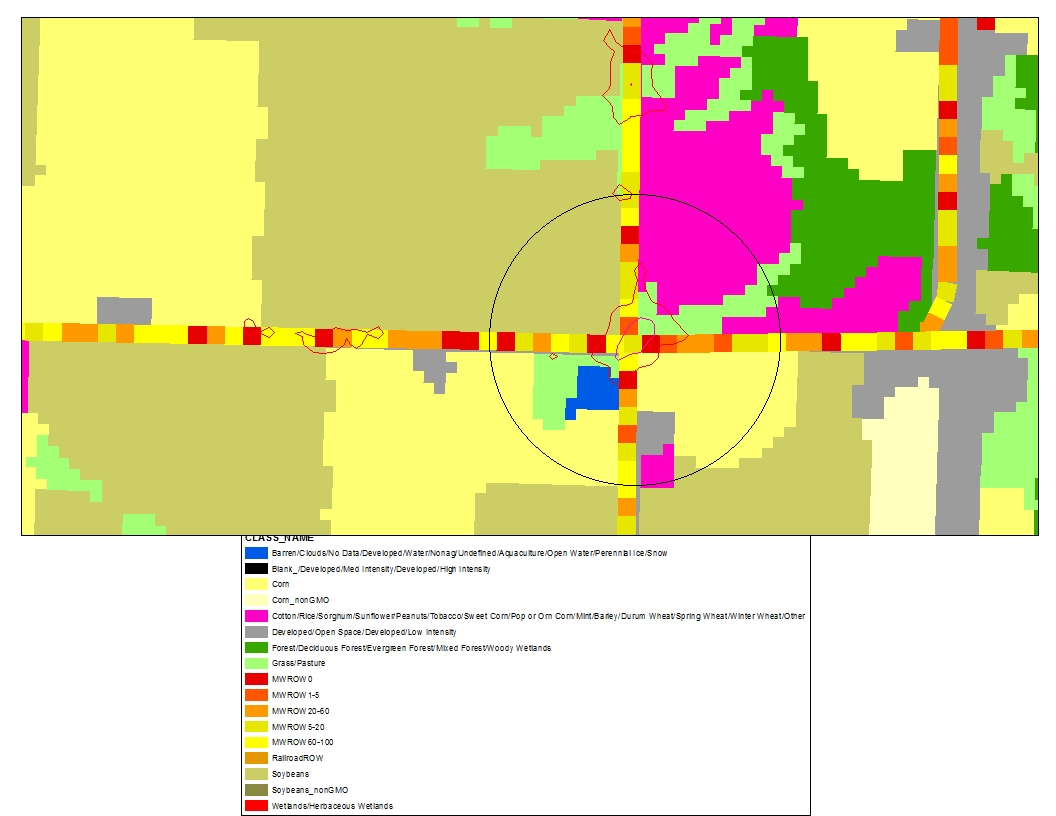 CLASS_NAME
Barren/Clouds/No Data/Developed/Water/Nonag/Undefined/Aquaculture/Open Water/Perennial Ice/Snow
Blank_/Developed/Med Intensity/Developed/High Intensity
Corn
Corn_nonGMO
Cotton/Rice/Sorghum/Sunflower/Peanuts/Tobacco/Sweet Corn/Pop or Orn Corn/Mint/Barley/Durum Wheat/Spring Wheat/Winter Wheat/Other
Developed/Open Space/Developed/Low Intensity
Forest/Deciduous Forest/Evergreen Forest/Mixed Forest/Woody Wetlands
Grass/Pasture
MWROW 0
MWROW 1-5
MWROW 20-60
MWROW 5-20
MWROW 60-100
RailroadROW
Soybeans
Soybeans_nonGMO
Wetlands/Herbaceous Wetlands